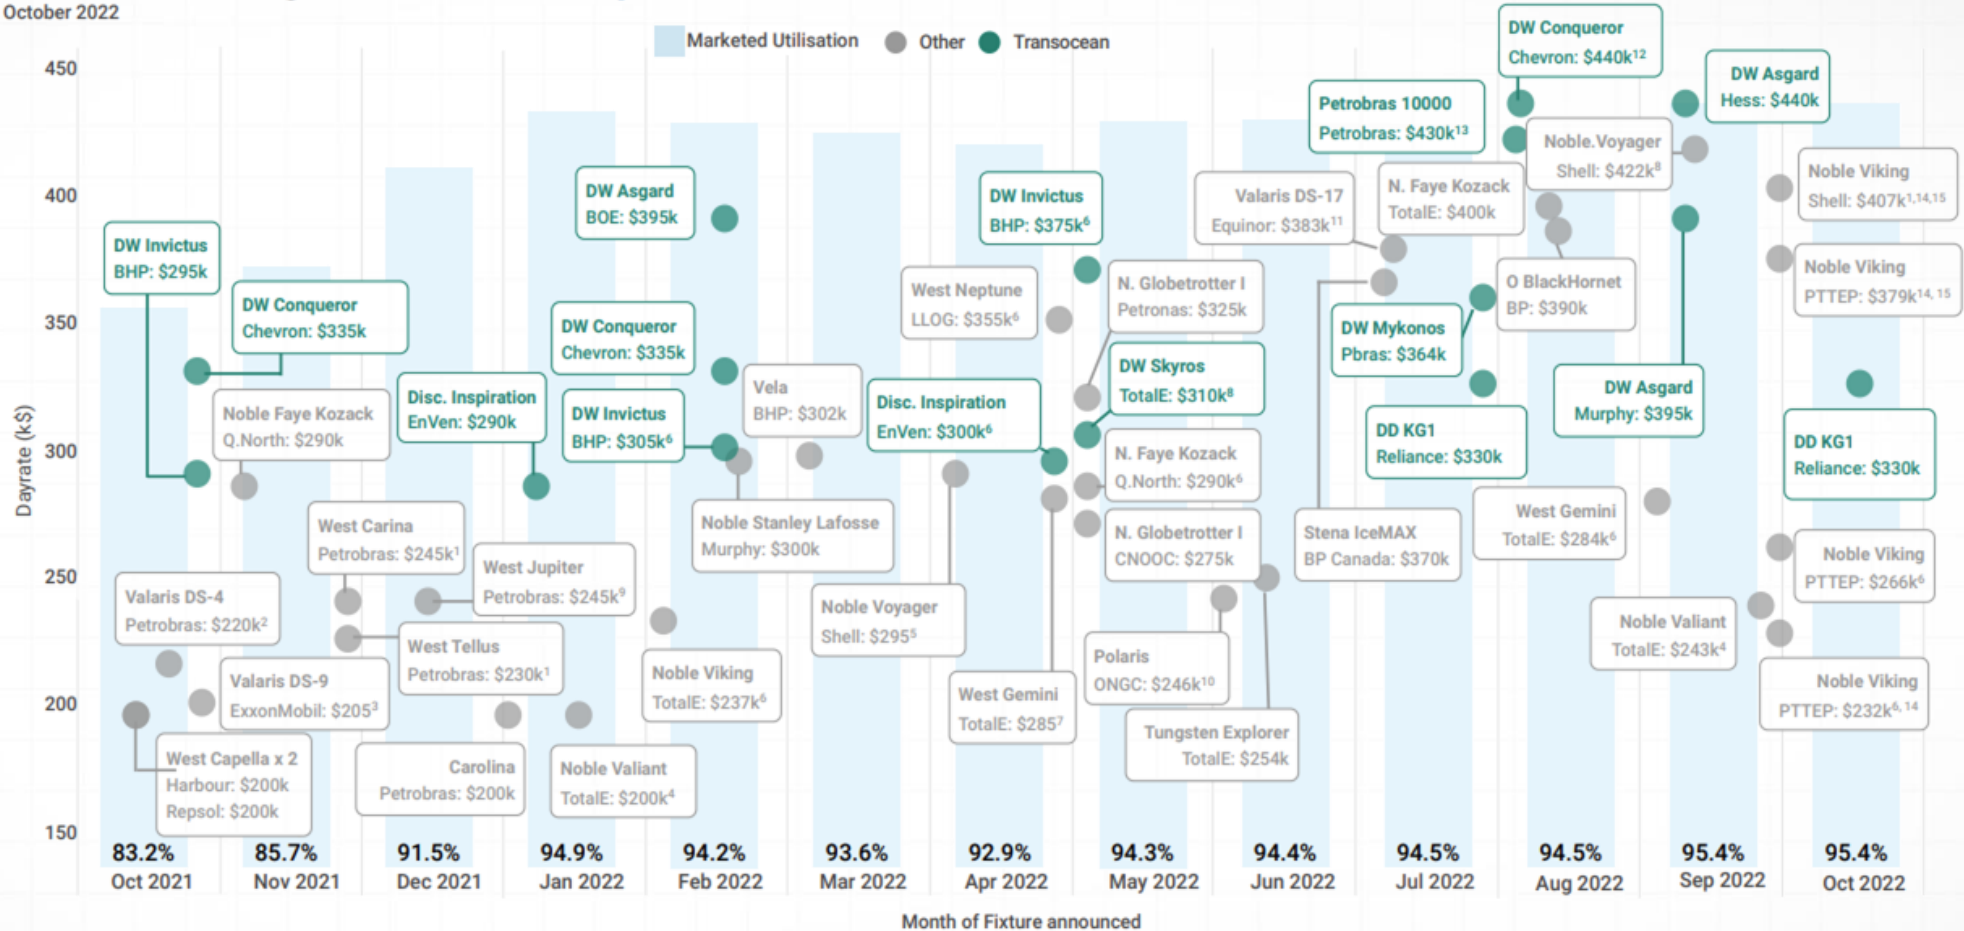 October 2022
Marketed Utilisation
Other
Transocean
Dayrate (k$)
450
400
350
300
250
200
150
DW Invictus
BHP: $295k
DW Conqueror
Chevron: $335k
Noble Faye Kozack
Q.North: $290k
West Carina
Petrobras: $245k¹
Valaris DS-4
Petrobras: $220k²
Valaris DS-9
ExxonMobil: $205³
West Capella x 2
Harbour: $200k
Repsol: $200k
Disc. Inspiration
EnVen: $290k
West Jupiter
Petrobras: $245k⁹
West Tellus
Petrobras: $230k¹
Carolina
Petrobras: $200k
Noble Valiant
TotalE: $200k⁴
DW Asgard
BOE: $395k
DW Conqueror
Chevron: $335k
DW Invictus
BHP: $305k⁶
Noble Stanley Lafosse
Murphy: $300k
Noble Viking
TotalE: $237k⁶
Vela
BHP: $302k
Disc. Inspiration
EnVen: $300k⁶
Noble Voyager
Shell: $295⁵
West Gemini
TotalE: $285⁷
West Neptune
LLOG: $355k⁶
DW Invictus
BHP: $375k⁶
N. Globetrotter I
Petronas: $325k
DW Skyros
TotalE: $310k⁸
N. Faye Kozack
Q.North: $290k⁶
N. Globetrotter I
CNOOC: $275k
Polaris
ONGC: $246k¹⁰
Tungsten Explorer
TotalE: $254k
Valaris DS-17
Equinor: $383k¹¹
Stena IceMAX
BP Canada: $370k
Petrobras 10000
Petrobras: $430k¹³
N. Faye Kozack
TotalE: $400k
DW Mykonos
Pbras: $364k
DD KG1
Reliance: $330k
DW Conqueror
Chevron: $440k¹²
Noble.Voyager
Shell: $422k⁸
O BlackHornet
BP: $390k
West Gemini
TotalE: $284k⁶
DW Asgard
Hess: $440k
DW Asgard
Murphy: $395k
Noble Valiant
TotalE: $243k⁴
Noble Viking
Shell: $407k¹,¹⁴,¹⁵
Noble Viking
PTTEP: $379k¹⁴, ¹⁵
DD KG1
Reliance: $330k
Noble Viking
PTTEP: $266k⁶
Noble Viking
PTTEP: $232k⁶, ¹⁴
83.2%
85.7%
91.5%
94.9%
94.2%
93.6%
92.9%
94.3%
94.4%
94.5%
94.5%
95.4%
95.4%
Oct 2021
Nov 2021
Dec 2021
Jan 2022
Feb 2022
Mar 2022
Apr 2022
May 2022
Jun 2022
Jul 2022
Aug 2022
Sep 2022
Oct 2022
Month of Fixture announced